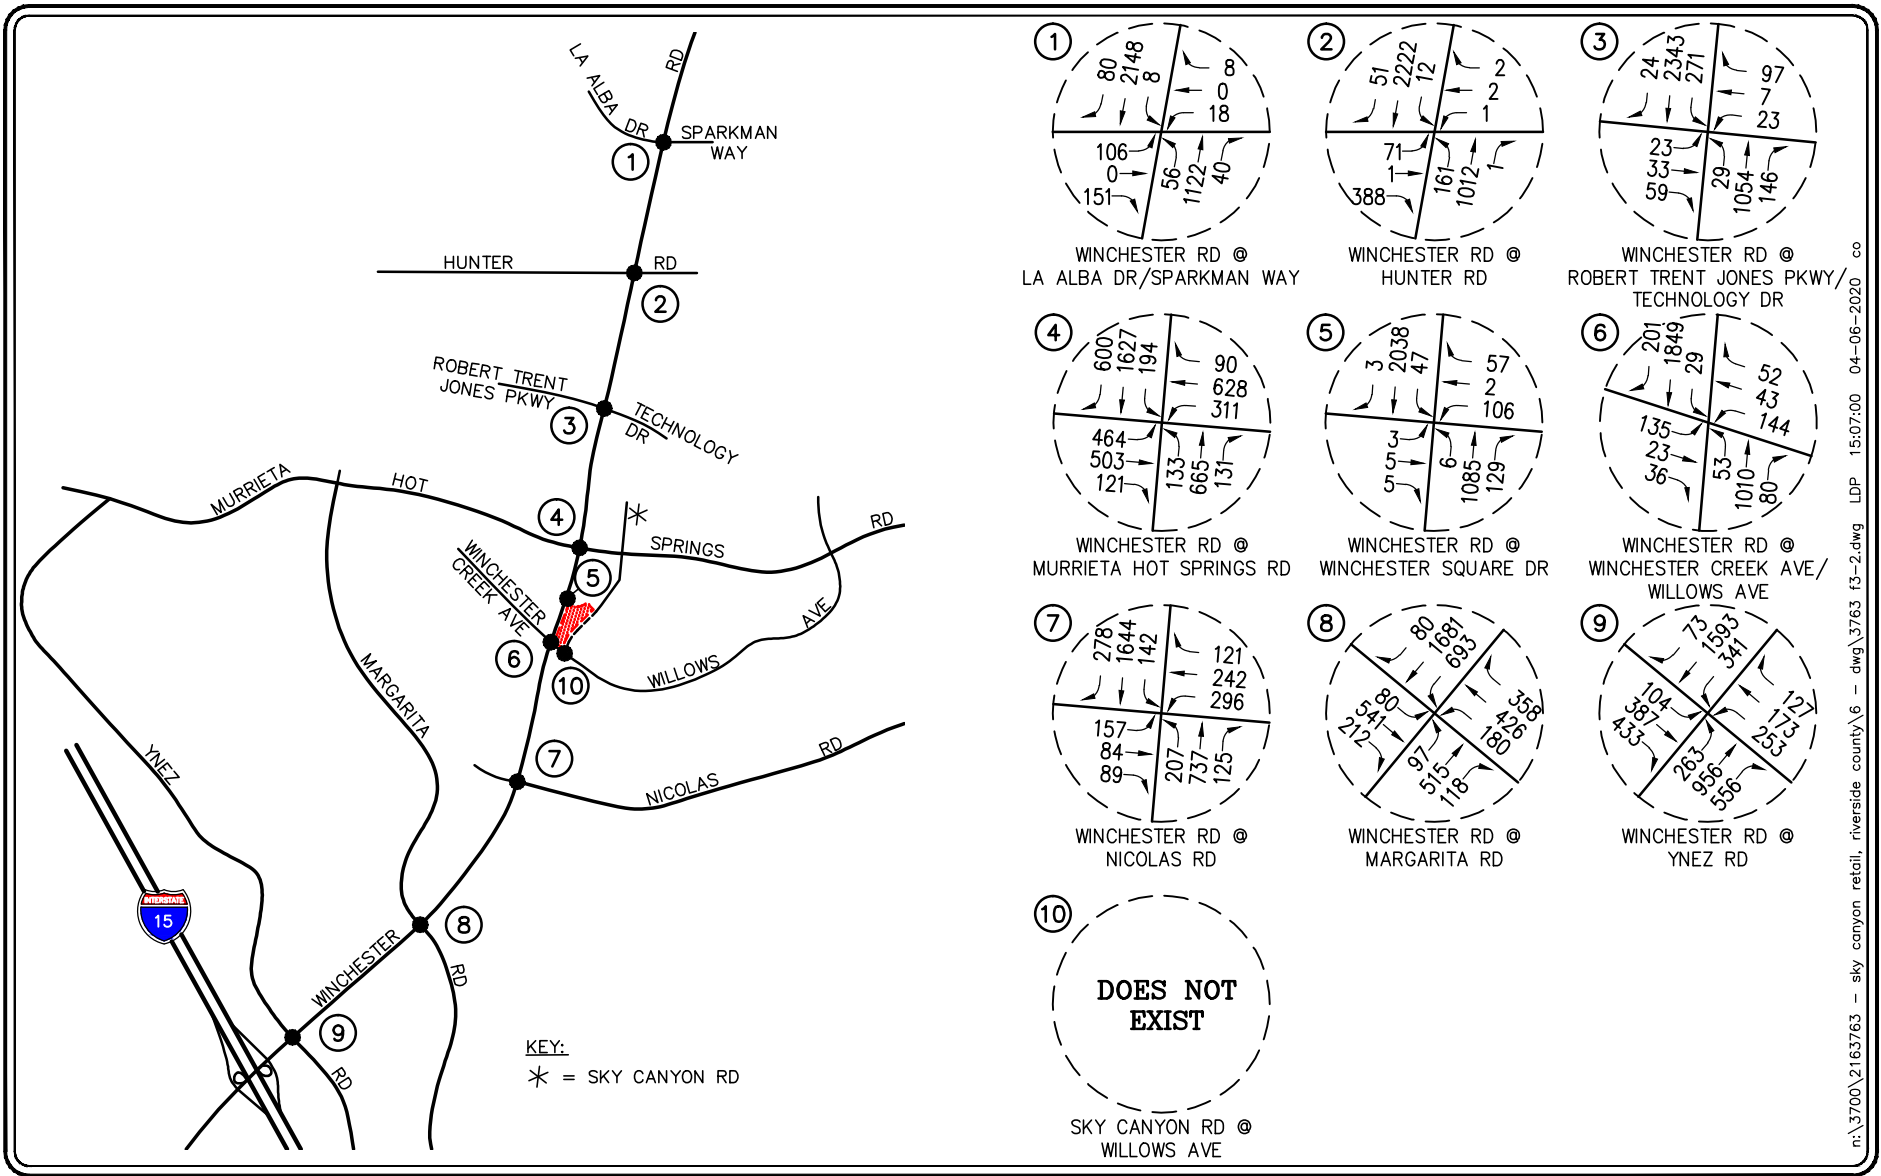 LA ALBA DR
RD
SPARKMAN
WAY
1
HUNTER RD
2
ROBERT TRENT
JONES PKWY
TECHNOLOGY
DR
3
MURRIETA HOT SPRINGS RD
4
*
WINCHESTER
CREEK AVE
5
6
10
WILLOWS AVE
MARGARITA RD
YNEZ RD
7
NICOLAS RD
INTERSTATE
15
8
WINCHESTER
9
KEY:
* = SKY CANYON RD
1
80 2148 8
8
0
18
106
0
151
56 1122 40
WINCHESTER RD @
LA ALBA DR/SPARKMAN WAY
2
51 2222 12
2
2
1
71
1
388
161 1012 1
WINCHESTER RD @
HUNTER RD
3
24 2343 271
97
7
23
23
33
59
29 1054 146
WINCHESTER RD @
ROBERT TRENT JONES PKWY/
TECHNOLOGY DR
4
600 1627 194
90
628
311
464
503
121
133 665 131
WINCHESTER RD @
MURRIETA HOT SPRINGS RD
5
3 2038 47
57
2
106
3
5
5
6 1085 129
WINCHESTER RD @
WINCHESTER SQUARE DR
6
201 1849 29
52
43
144
135
23
36
53 1010 80
WINCHESTER RD @
WINCHESTER CREEK AVE/
WILLOWS AVE
7
278 1644 142
121
242
296
157
84
89
207 737 125
WINCHESTER RD @
NICOLAS RD
8
80 1681 693
358
426
180
80
541
212
97 515 118
WINCHESTER RD @
MARGARITA RD
9
73 1593 341
127
173
253
104
387
433
263 956 556
WINCHESTER RD @
YNEZ RD
10
DOES NOT
EXIST
SKY CANYON RD @
WILLOWS AVE
n:\3700\2163763 - sky canyon retail, riverside county\6 - dwg\3763 f3-2.dwg LDP 15:07:00 04-06-2020 co